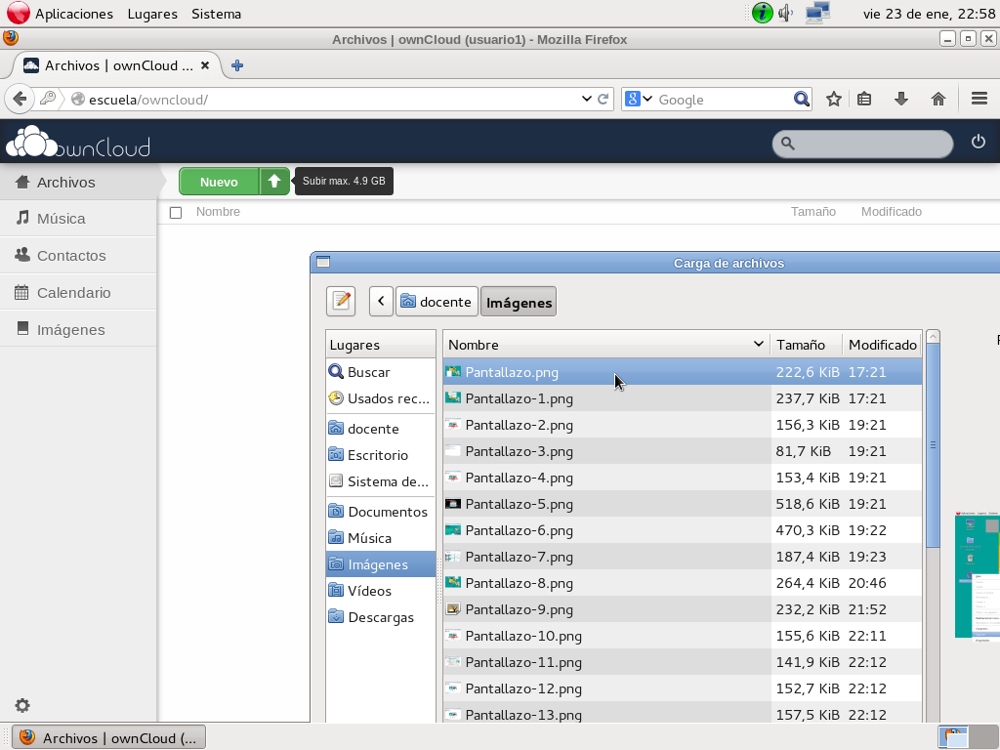 Aplicaciones Lugares Sistema vie 23 de ene, 22:58
Archivos | ownCloud (usuario1) - Mozilla Firefox
Archivos | ownCloud ...
escuela/owncloud/ Google
ownCloud
Archivos
Música
Contactos
Calendario
Imágenes
Nuevo Subir max. 4.9 GB
Nombre Tamaño Modificado
Carga de archivos
docente Imágenes
Lugares
Buscar
Usados rec...
docente
Escritorio
Sistema de...
Documentos
Música
Imágenes
Vídeos
Descargas
Nombre Tamaño Modificado
Pantallazo.png 222,6 KiB 17:21
Pantallazo-1.png 237,7 KiB 17:21
Pantallazo-2.png 156,3 KiB 19:21
Pantallazo-3.png 81,7 KiB 19:21
Pantallazo-4.png 153,4 KiB 19:21
Pantallazo-5.png 518,6 KiB 19:21
Pantallazo-6.png 470,3 KiB 19:22
Pantallazo-7.png 187,4 KiB 19:23
Pantallazo-8.png 264,4 KiB 20:46
Pantallazo-9.png 232,2 KiB 21:52
Pantallazo-10.png 155,6 KiB 22:11
Pantallazo-11.png 141,9 KiB 22:12
Pantallazo-12.png 152,7 KiB 22:12
Pantallazo-13.png 157,5 KiB 22:12
Archivos | ownCloud (...